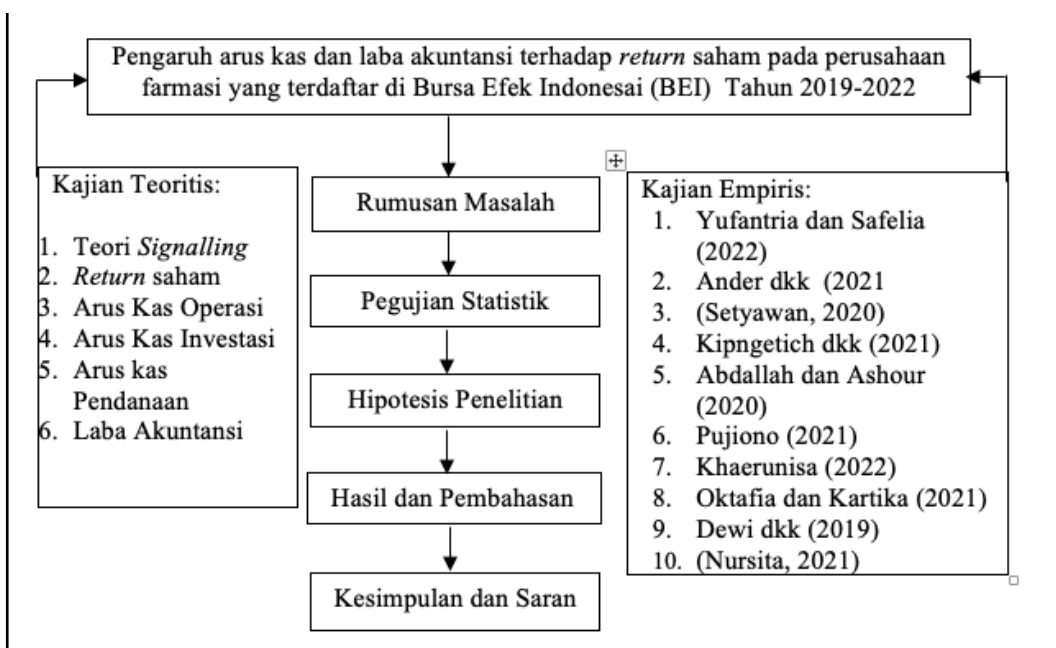 Pengaruh arus kas dan laba akuntansi terhadap return saham pada perusahaan
farmasi yang terdaftar di Bursa Efek Indonesai (BEI) Tahun 2019-2022
Kajian Teoritis:
1. Teori Signalling
2. Return saham
3. Arus Kas Operasi
4. Arus Kas Investasi
5. Arus kas
Pendanaan
6. Laba Akuntansi
Rumusan Masalah
Pegujian Statistik
Hipotesis Penelitian
Hasil dan Pembahasan
Kesimpulan dan Saran
Kajian Empiris:
1. Yufantria dan Safelia
(2022)
2. Ander dkk (2021
3. (Setyawan, 2020)
4. Kipngetich dkk (2021)
5. Abdallah dan Ashour
(2020)
6. Pujiono (2021)
7. Khaerunisa (2022)
8. Oktafia dan Kartika (2021)
9. Dewi dkk (2019)
10. (Nursita, 2021)